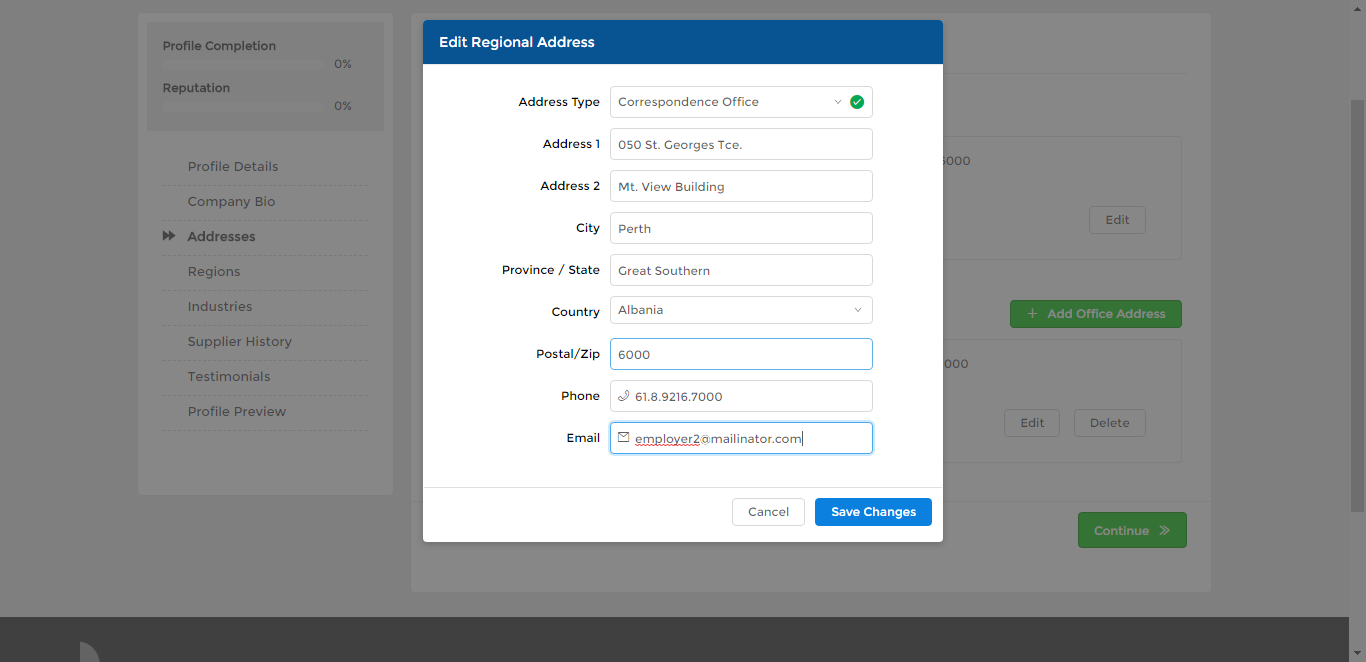 Profile Completion
0%
Reputation
0%
Profile Details
Company Bio
Addresses
Regions
Industries
Supplier History
Testimonials
Profile Preview
Edit Regional Address
Address Type Correspondence Office
Address 1 050 St. Georges Tce.
Address 2 Mt. View Building
City Perth
Province / State Great Southern
Country Albania
Postal/Zip 6000
Phone 61.8.9216.7000
Email employer2@mailinator.com
Cancel Save Changes
Edit
+ Add Office Address
000
Edit Delete
Continue